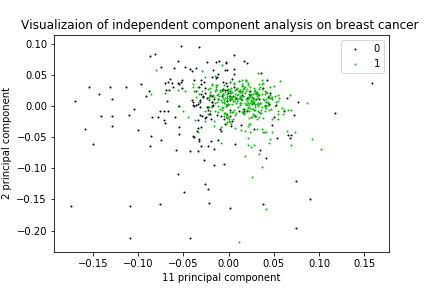 Visualizaion of independent component analysis on breast cancer
0
1
0.10
0.05
0.00
−0.05
−0.10
−0.15
−0.20
2 principal component
−0.15 −0.10 −0.05 0.00 0.05 0.10 0.15
11 principal component